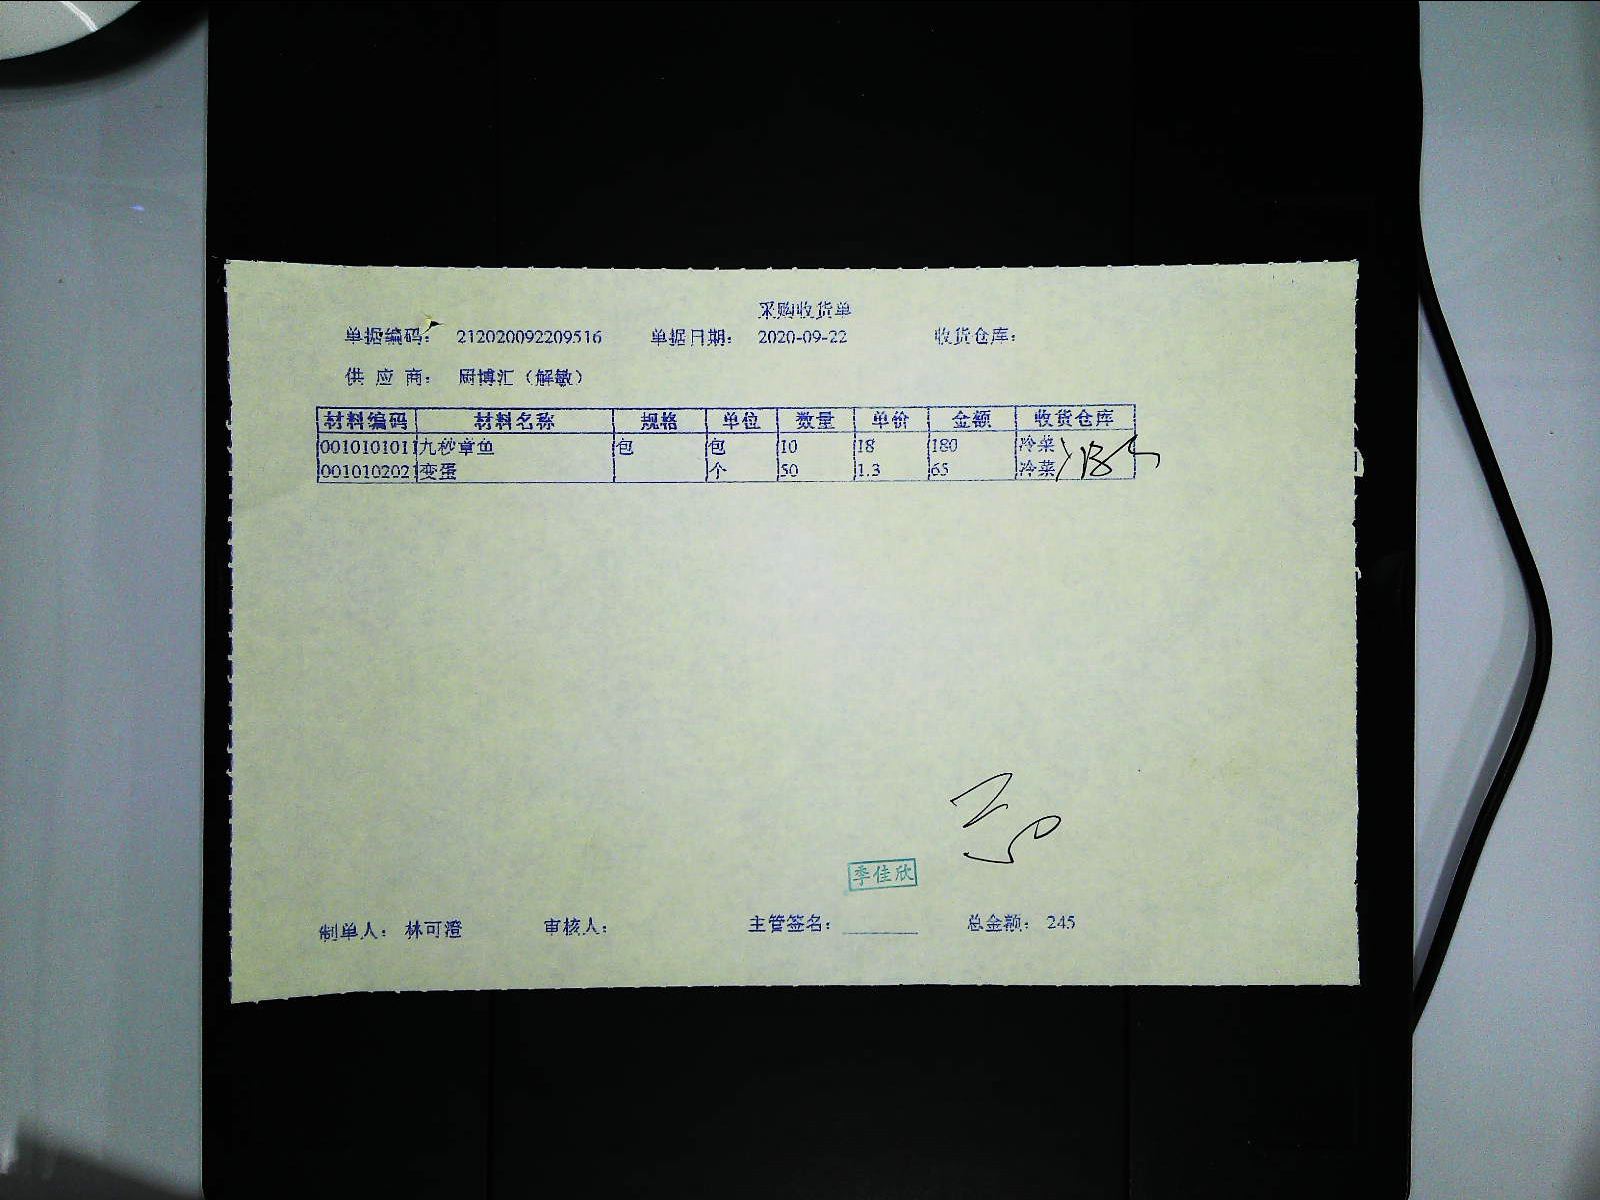 采购收货单
单据编码： 212020092209516 单据日期： 2020-09-22 收货仓库：
供 应 商： 厨博汇（解敏）
材料编码 材料名称 规格 单位 数量 单价 金额 收货仓库
0010101011 九秒章鱼 包 包 10 18 180 冷菜
0010102021 变蛋 个 50 1.3 65 冷菜
李佳欣
制单人： 林可澄 审核人： 主管签名： 总金额： 245